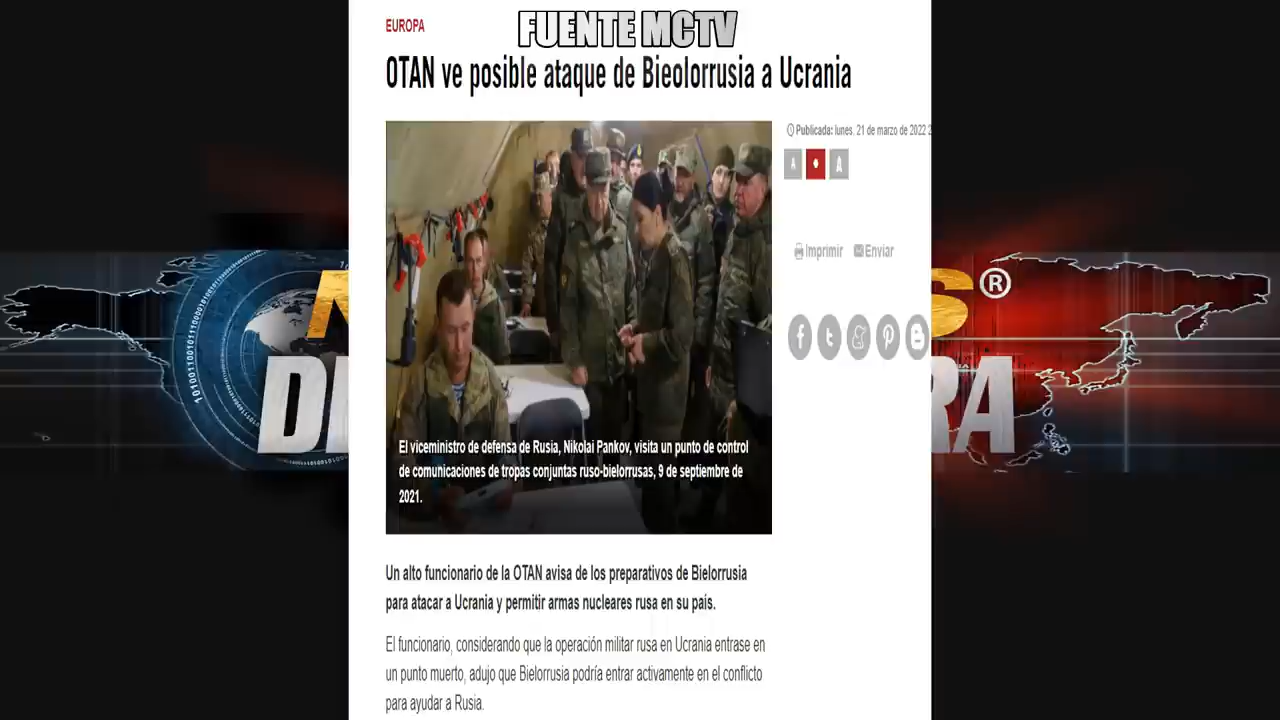 EUROPA
FUENTE MCTV
OTAN ve posible ataque de Bieolorrusia a Ucrania
Publicada: lunes, 21 de marzo de 2022 2
A
A
Imprimir Enviar
El viceministro de defensa de Rusia, Nikolai Pankov, visita un punto de control
de comunicaciones de tropas conjuntas ruso-bielorrusas, 9 de septiembre de
2021.
Un alto funcionario de la OTAN avisa de los preparativos de Bielorrusia
para atacar a Ucrania y permitir armas nucleares rusa en su país.
El funcionario, considerando que la operación militar rusa en Ucrania entrase en
un punto muerto, adujo que Bielorrusia podría entrar activamente en el conflicto
para ayudar a Rusia.
S®
D
RA